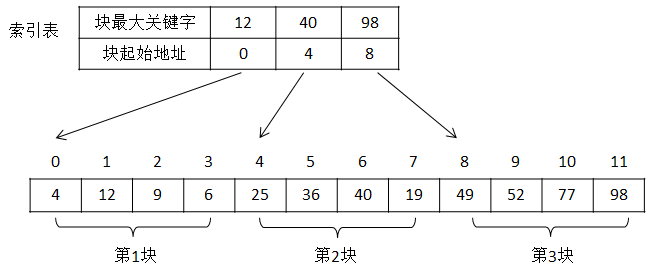 索引表 块最大关键字 12 40 98
块起始地址 0 4 8
0 1 2 3 4 5 6 7 8 9 10 11
4 12 9 6 25 36 40 19 49 52 77 98
第1块 第2块 第3块